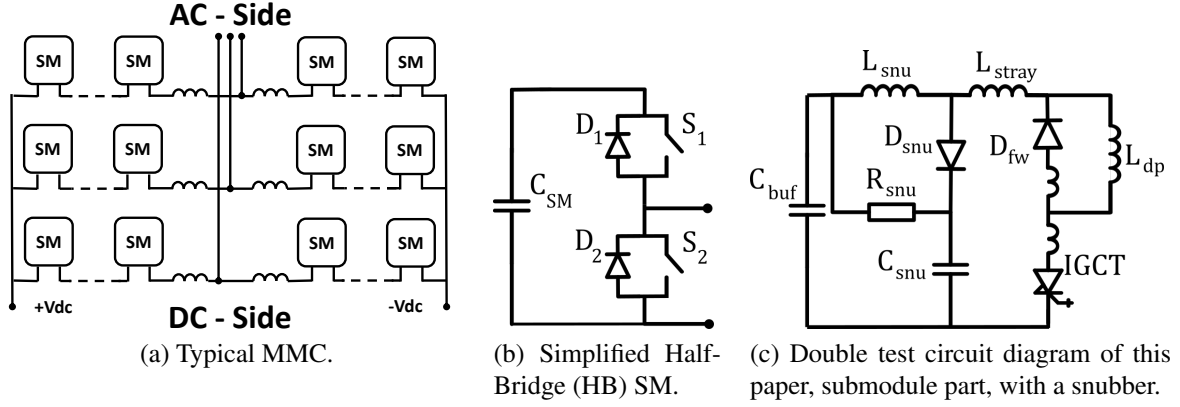 AC - Side
SM SM SM SM
SM SM SM SM
SM SM SM SM
+Vdc -Vdc
DC - Side
(a) Typical MMC.
D1 S1
CSM
D2 S2
(b) Simplified Half-
Bridge (HB) SM.
Lsnu Lstray
Dsnu Dfw Ldp
Cbuf Rsnu
Csnu IGCT
(c) Double test circuit diagram of this
paper, submodule part, with a snubber.